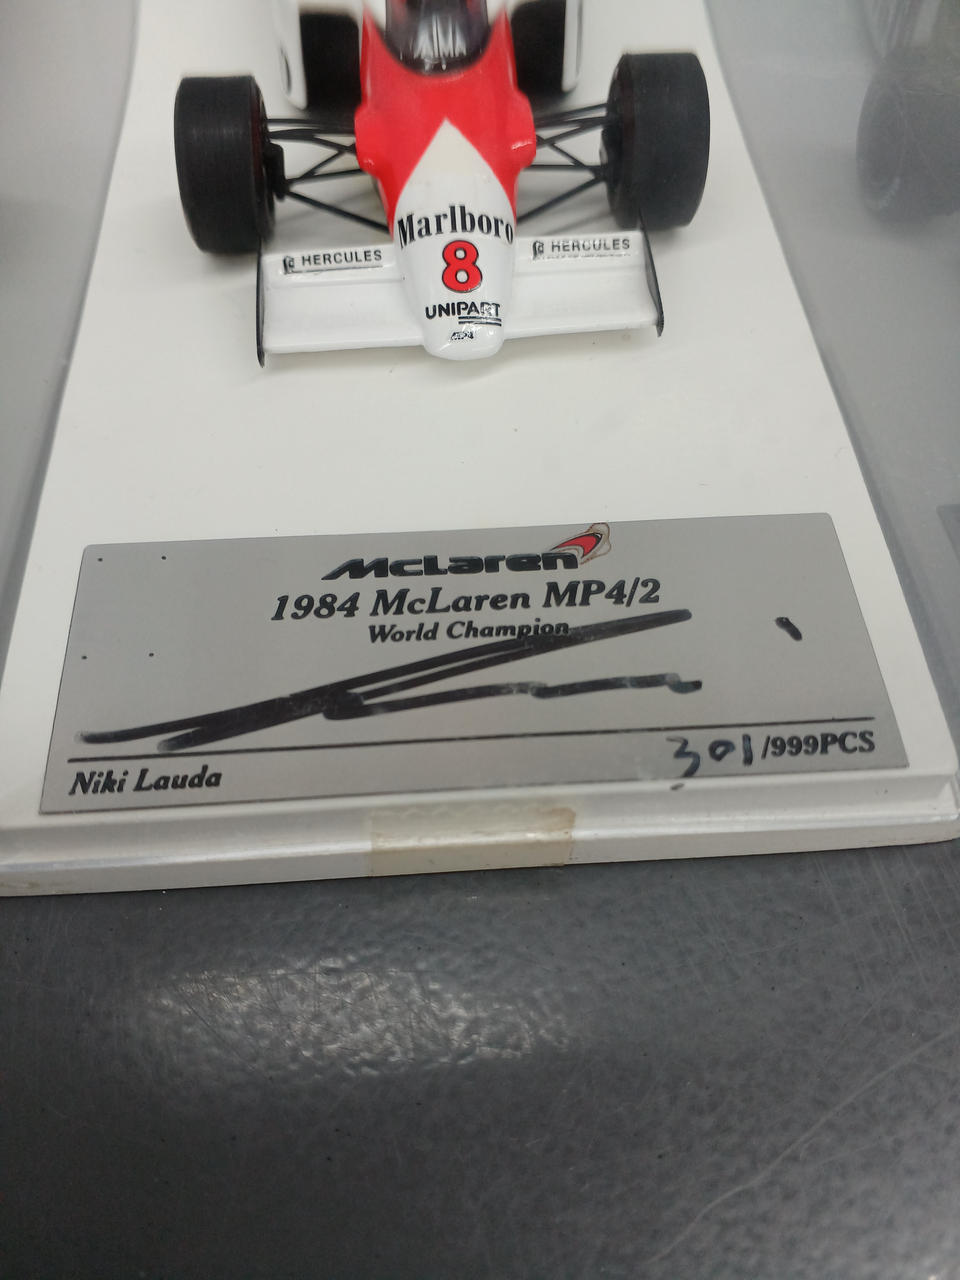 Marlboro
HERCULES
8
HERCULES
UNIPART
McLaren
1984 McLaren MP4/2
World Champion
301/999PCS
Niki Lauda